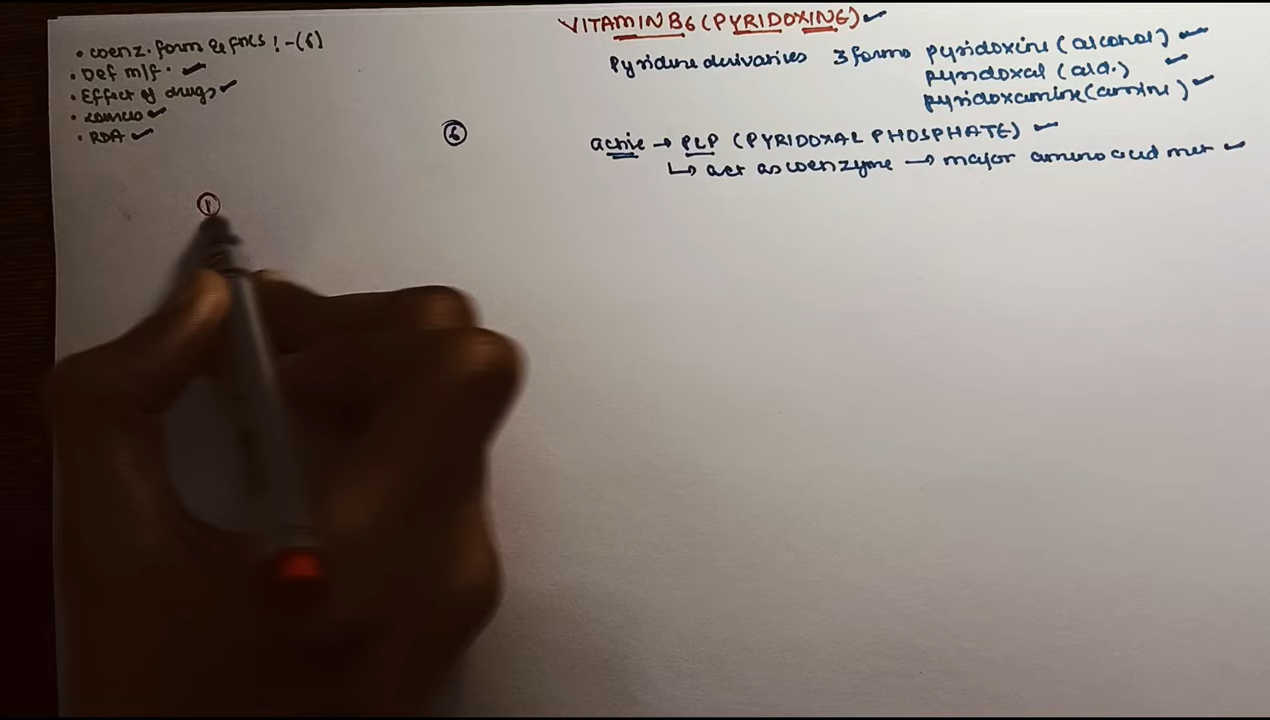 VITAMIN B6 (PYRIDOXINE)
• coenz. form & fncs : - (6)
• Def m/f.
• Effect of drugs
• sources
• RDA
Pyridine derivatives 3 forms pyridoxine (alcohol)
pyridoxal (ald.)
pyridoxamine (amine)
6
active → PLP (PYRIDOXAL PHOSPHATE)
↳ act as coenzyme → major amino acid met
1